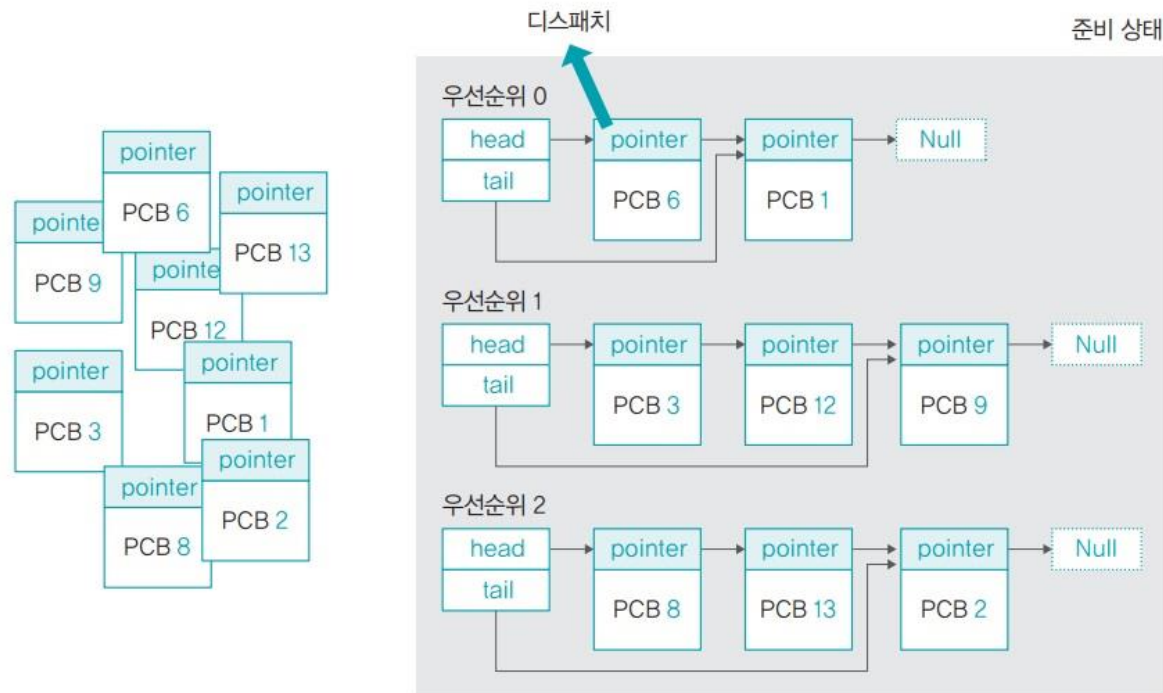 디스패치
준비 상태
pointer
PCB 6
pointer
PCB 13
pointe
PCB 9
pointe
PCB 12
pointer
PCB 3
pointer
PCB 1
pointer
PCB 2
pointer
PCB 8
우선순위 0
head
tail
pointer
PCB 6
pointer
PCB 1
Null
우선순위 1
head
tail
pointer
PCB 3
pointer
PCB 12
pointer
PCB 9
Null
우선순위 2
head
tail
pointer
PCB 8
pointer
PCB 13
pointer
PCB 2
Null